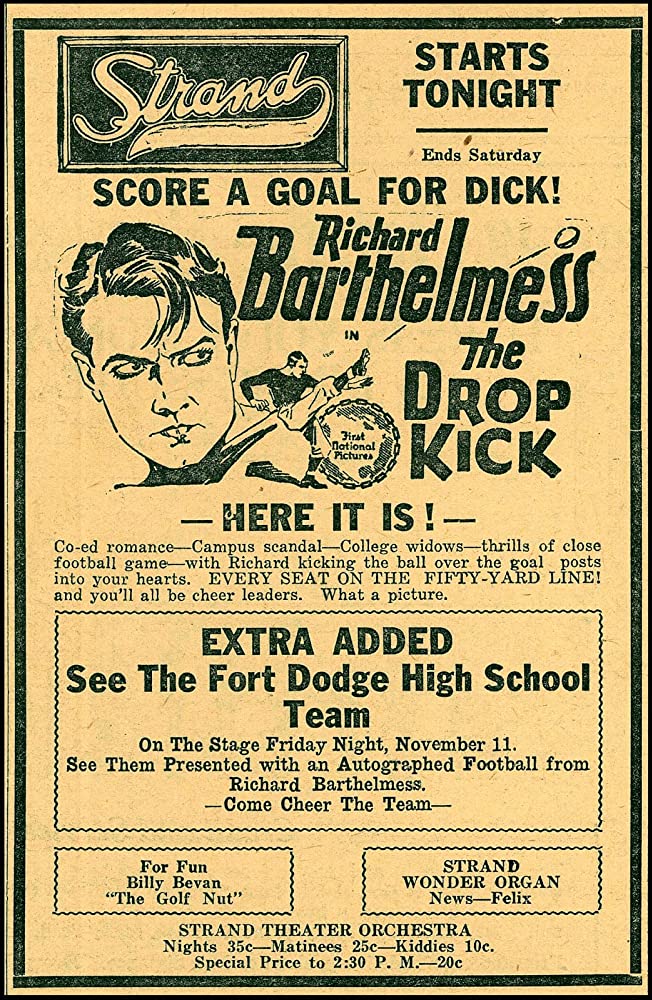 Strand
STARTS
TONIGHT
Ends Saturday
SCORE A GOAL FOR DICK!
Richard
Barthelmess
IN
The
DROP
KICK
First
National
Pictures
— HERE IT IS! —
Co-ed romance—Campus scandal—College widows—thrills of close
football game—with Richard kicking the ball over the goal posts
into your hearts. EVERY SEAT ON THE FIFTY-YARD LINE!
and you'll all be cheer leaders. What a picture.
EXTRA ADDED
See The Fort Dodge High School
Team
On The Stage Friday Night, November 11.
See Them Presented with an Autographed Football from
Richard Barthelmess.
—Come Cheer The Team—
For Fun
Billy Bevan
"The Golf Nut"
STRAND
WONDER ORGAN
News—Felix
STRAND THEATER ORCHESTRA
Nights 35c—Matinees 25c—Kiddies 10c.
Special Price to 2:30 P. M.—20c